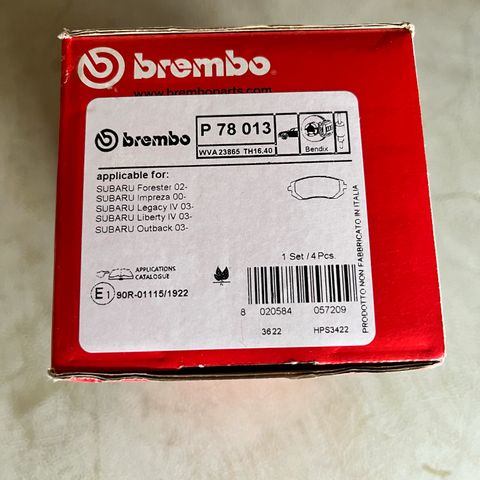 brembo
www.bremboparts.com
brembo
P 78 013
WVA 23865 TH16.40
Bendix
applicable for:
SUBARU Forester 02-
SUBARU Impreza 00-
SUBARU Legacy IV 03-
SUBARU Liberty IV 03-
SUBARU Outback 03-
1 Set / 4 Pcs.
APPLICATIONS
CATALOGUE
E1 90R-01115/1922
8 020584 057209
3622 HPS3422
PRODOTTO NON FABBRICATO IN ITALIA